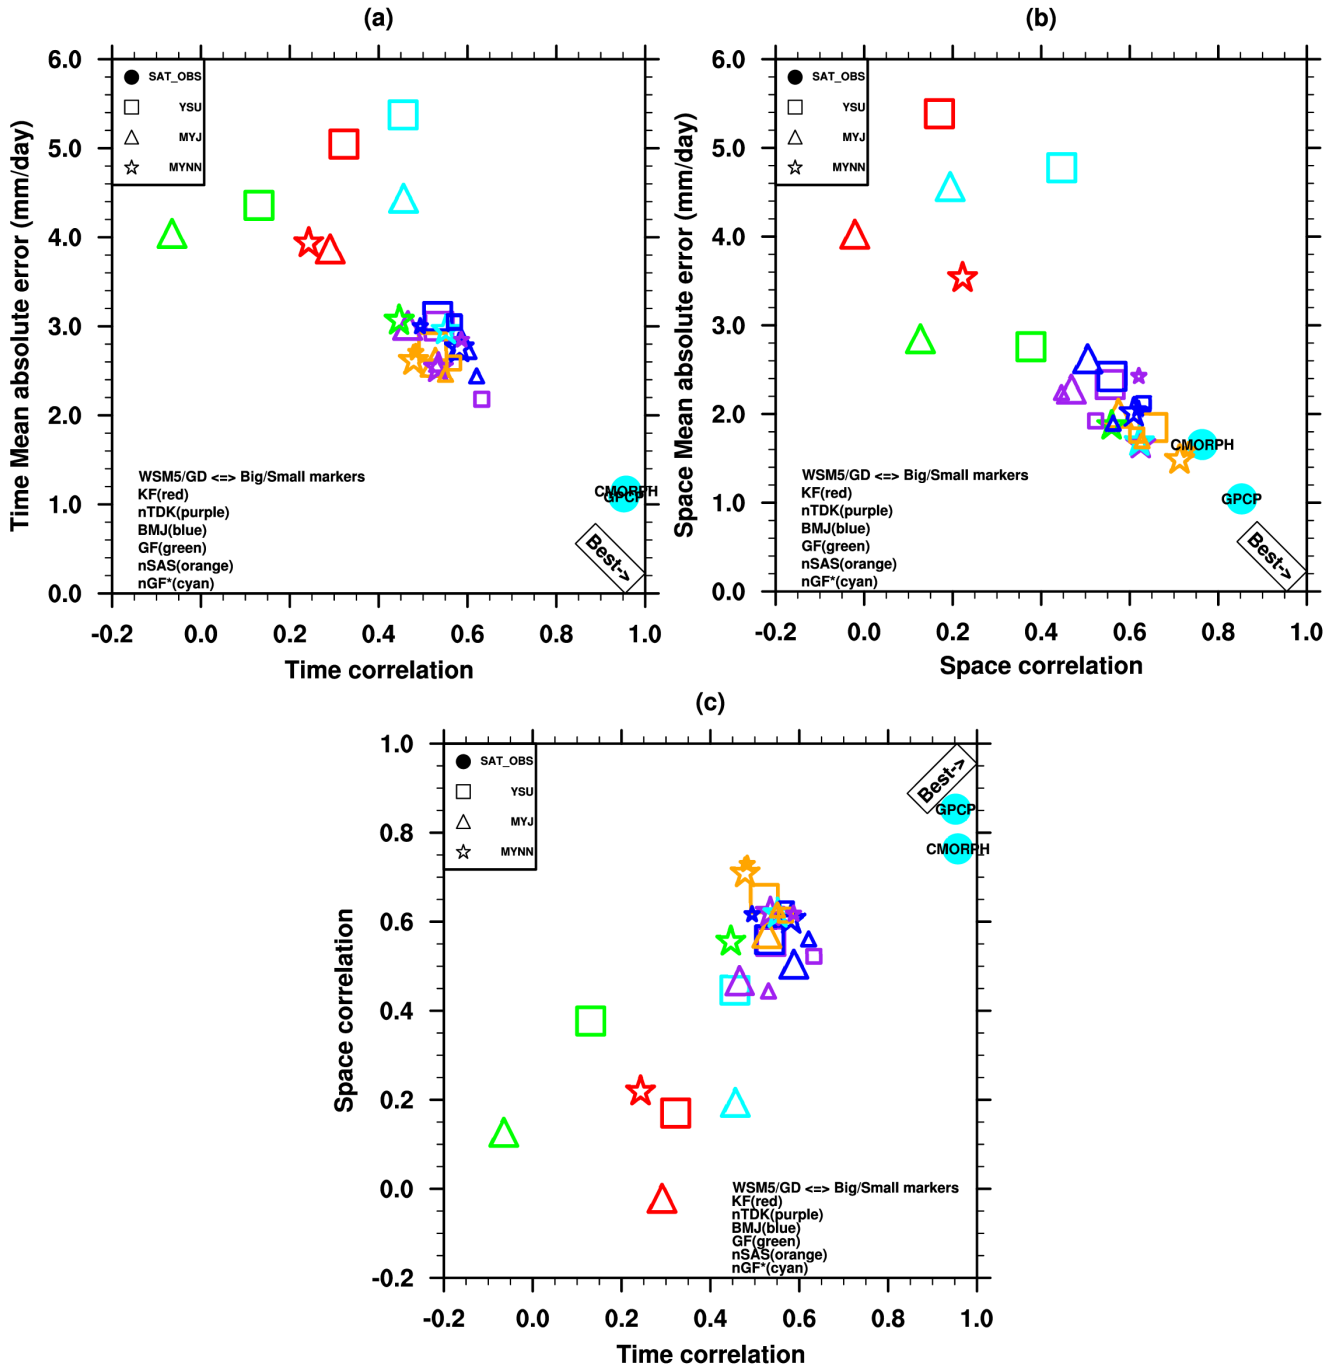 (a)
Time Mean absolute error (mm/day)
6.0
5.0
4.0
3.0
2.0
1.0
0.0
SAT_OBS
YSU
MYJ
MYNN
WSM5/GD <=> Big/Small markers
KF(red)
nTDK(purple)
BMJ(blue)
GF(green)
nSAS(orange)
nGF*(cyan)
CMORPH
GPCP
Best->
-0.2 0.0 0.2 0.4 0.6 0.8 1.0
Time correlation
(b)
Space Mean absolute error (mm/day)
6.0
5.0
4.0
3.0
2.0
1.0
0.0
SAT_OBS
YSU
MYJ
MYNN
CMORPH
GPCP
WSM5/GD <=> Big/Small markers
KF(red)
nTDK(purple)
BMJ(blue)
GF(green)
nSAS(orange)
nGF*(cyan)
Best->
-0.2 0.0 0.2 0.4 0.6 0.8 1.0
Space correlation
(c)
Space correlation
1.0
0.8
0.6
0.4
0.2
0.0
-0.2
SAT_OBS
YSU
MYJ
MYNN
Best->
GPCP
CMORPH
WSM5/GD <=> Big/Small markers
KF(red)
nTDK(purple)
BMJ(blue)
GF(green)
nSAS(orange)
nGF*(cyan)
-0.2 0.0 0.2 0.4 0.6 0.8 1.0
Time correlation